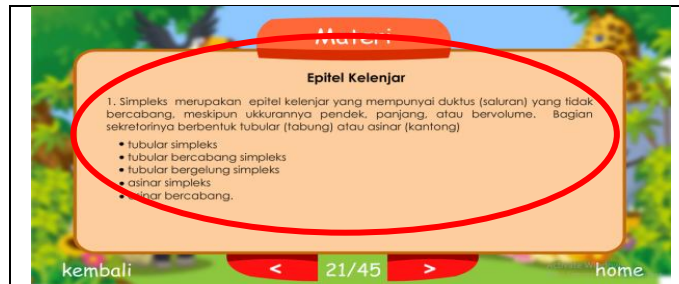 Materi
Epitel Kelenjar
1. Simpleks merupakan epitel kelenjar yang mempunyai duktus (saluran) yang tidak
bercabang, meskipun ukkurannya pendek, panjang, atau bervolume. Bagian
sekretorinya berbentuk tubular (tabung) atau asinar (kantong)
• tubular simpleks
• tubular bercabang simpleks
• tubular bergelung simpleks
• asinar simpleks
• asinar bercabang.
kembali < 21/45 > home